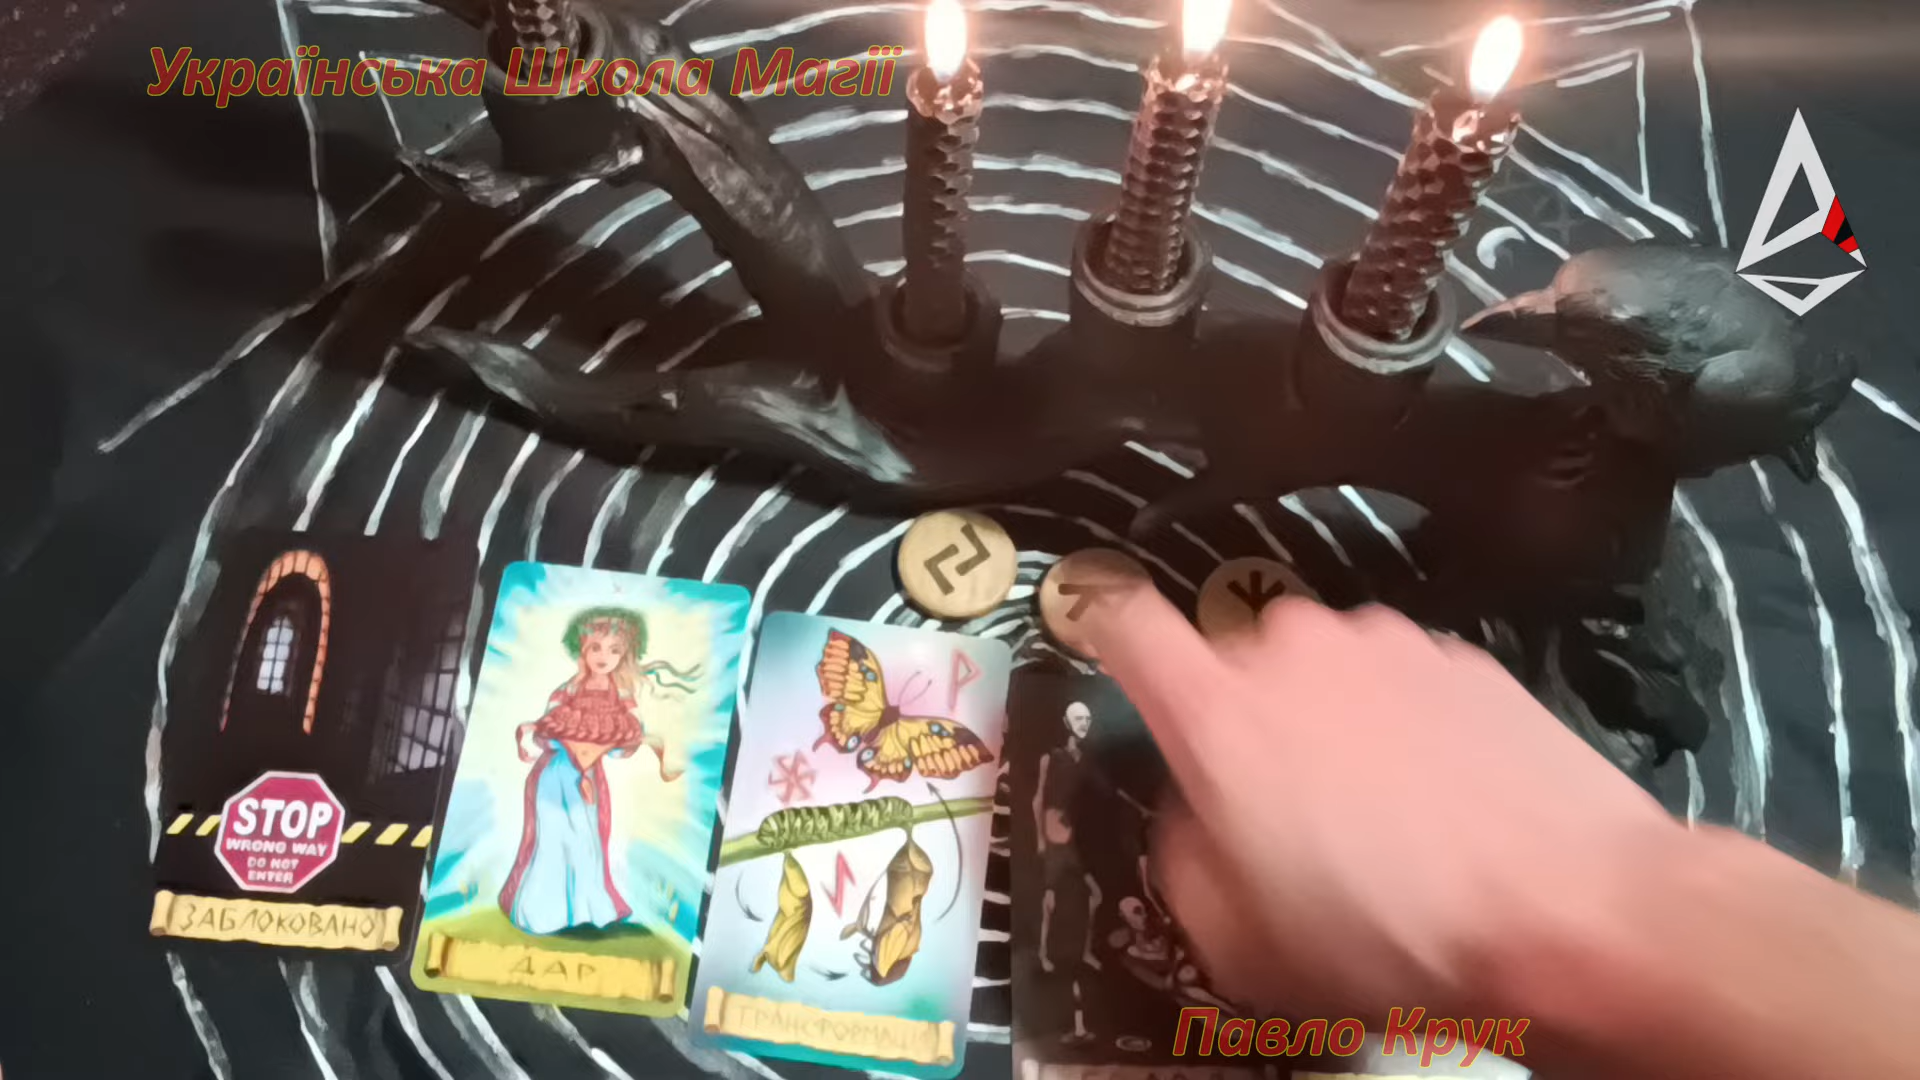 Українська Школа Магії
STOP
WRONG WAY
DO NOT
ENTER
ЗАБЛОКОВАНО
ДАР
ТРАНСФОРМАЦІЯ
Павло Крук